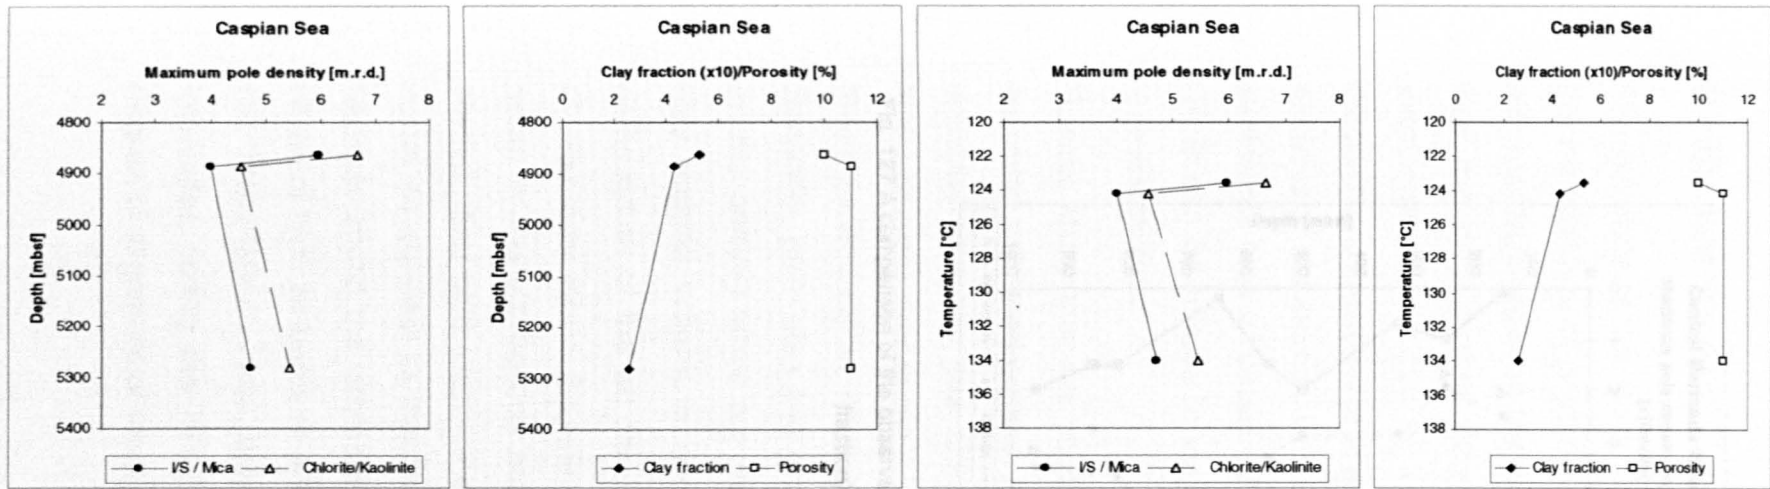 Caspian Sea
Maximum pole density [m.r.d.]
2 3 4 5 6 7 8
4800
4900
5000
5100
5200
5300
5400
Depth [mbsf]
I/S / Mica Chlorite/Kaolinite
Caspian Sea
Clay fraction (x10)/Porosity [%]
0 2 4 6 8 10 12
4800
4900
5000
5100
5200
5300
5400
Depth [mbsf]
Clay fraction Porosity
Caspian Sea
Maximum pole density [m.r.d.]
2 3 4 5 6 7 8
120
122
124
126
128
130
132
134
136
138
Temperature [°C]
I/S / Mica Chlorite/Kaolinite
Caspian Sea
Clay fraction (x10)/Porosity [%]
0 2 4 6 8 10 12
120
122
124
126
128
130
132
134
136
138
Temperature [°C]
Clay fraction Porosity